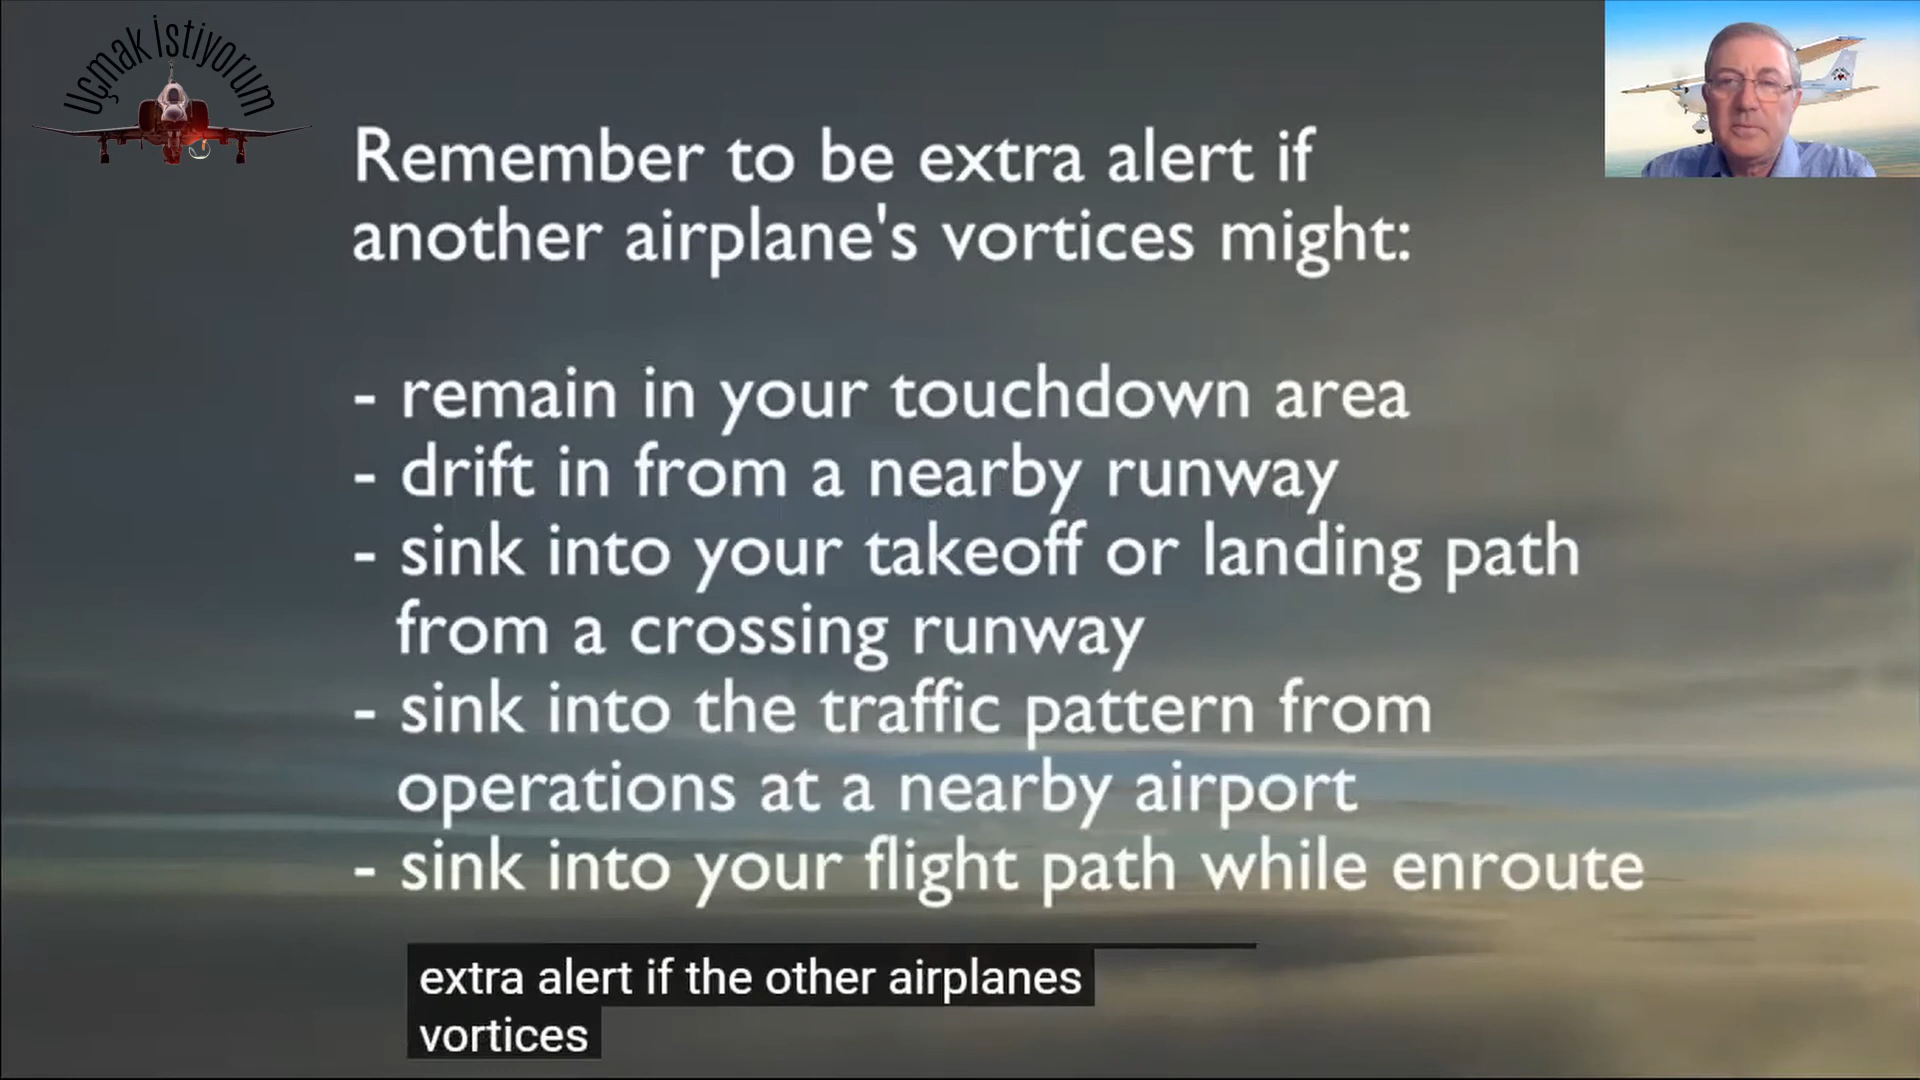 Uçmak İstiyorum
Remember to be extra alert if
another airplane's vortices might:
- remain in your touchdown area
- drift in from a nearby runway
- sink into your takeoff or landing path
from a crossing runway
- sink into the traffic pattern from
operations at a nearby airport
- sink into your flight path while enroute
extra alert if the other airplanes
vortices